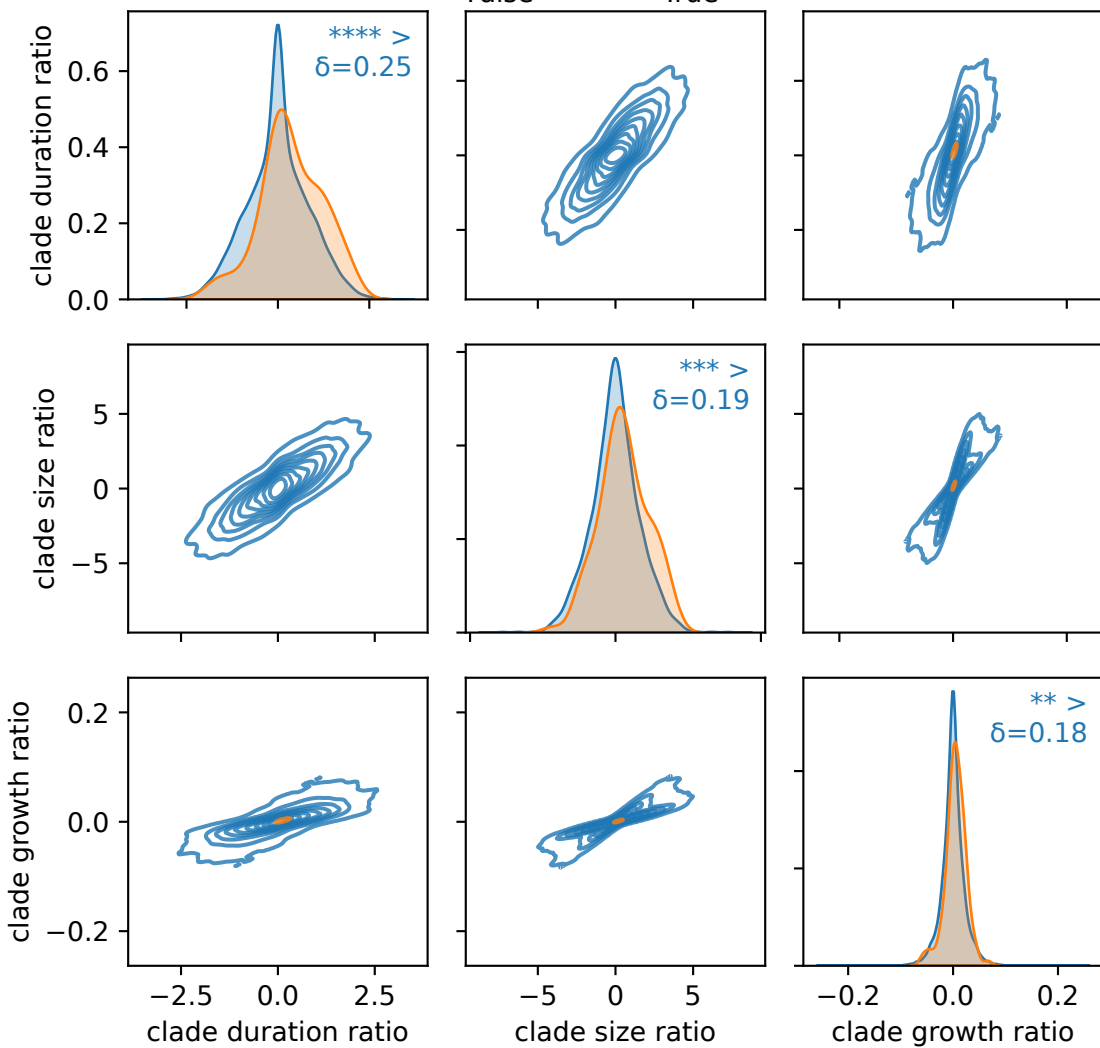 clade duration ratio
0.6
0.4
0.2
0.0
**** >
δ=0.25
clade size ratio
5
0
−5
*** >
δ=0.19
clade growth ratio
0.2
0.0
−0.2
** >
δ=0.18
−2.5 0.0 2.5
−5 0 5
−0.2 0.0 0.2
clade duration ratio
clade size ratio
clade growth ratio